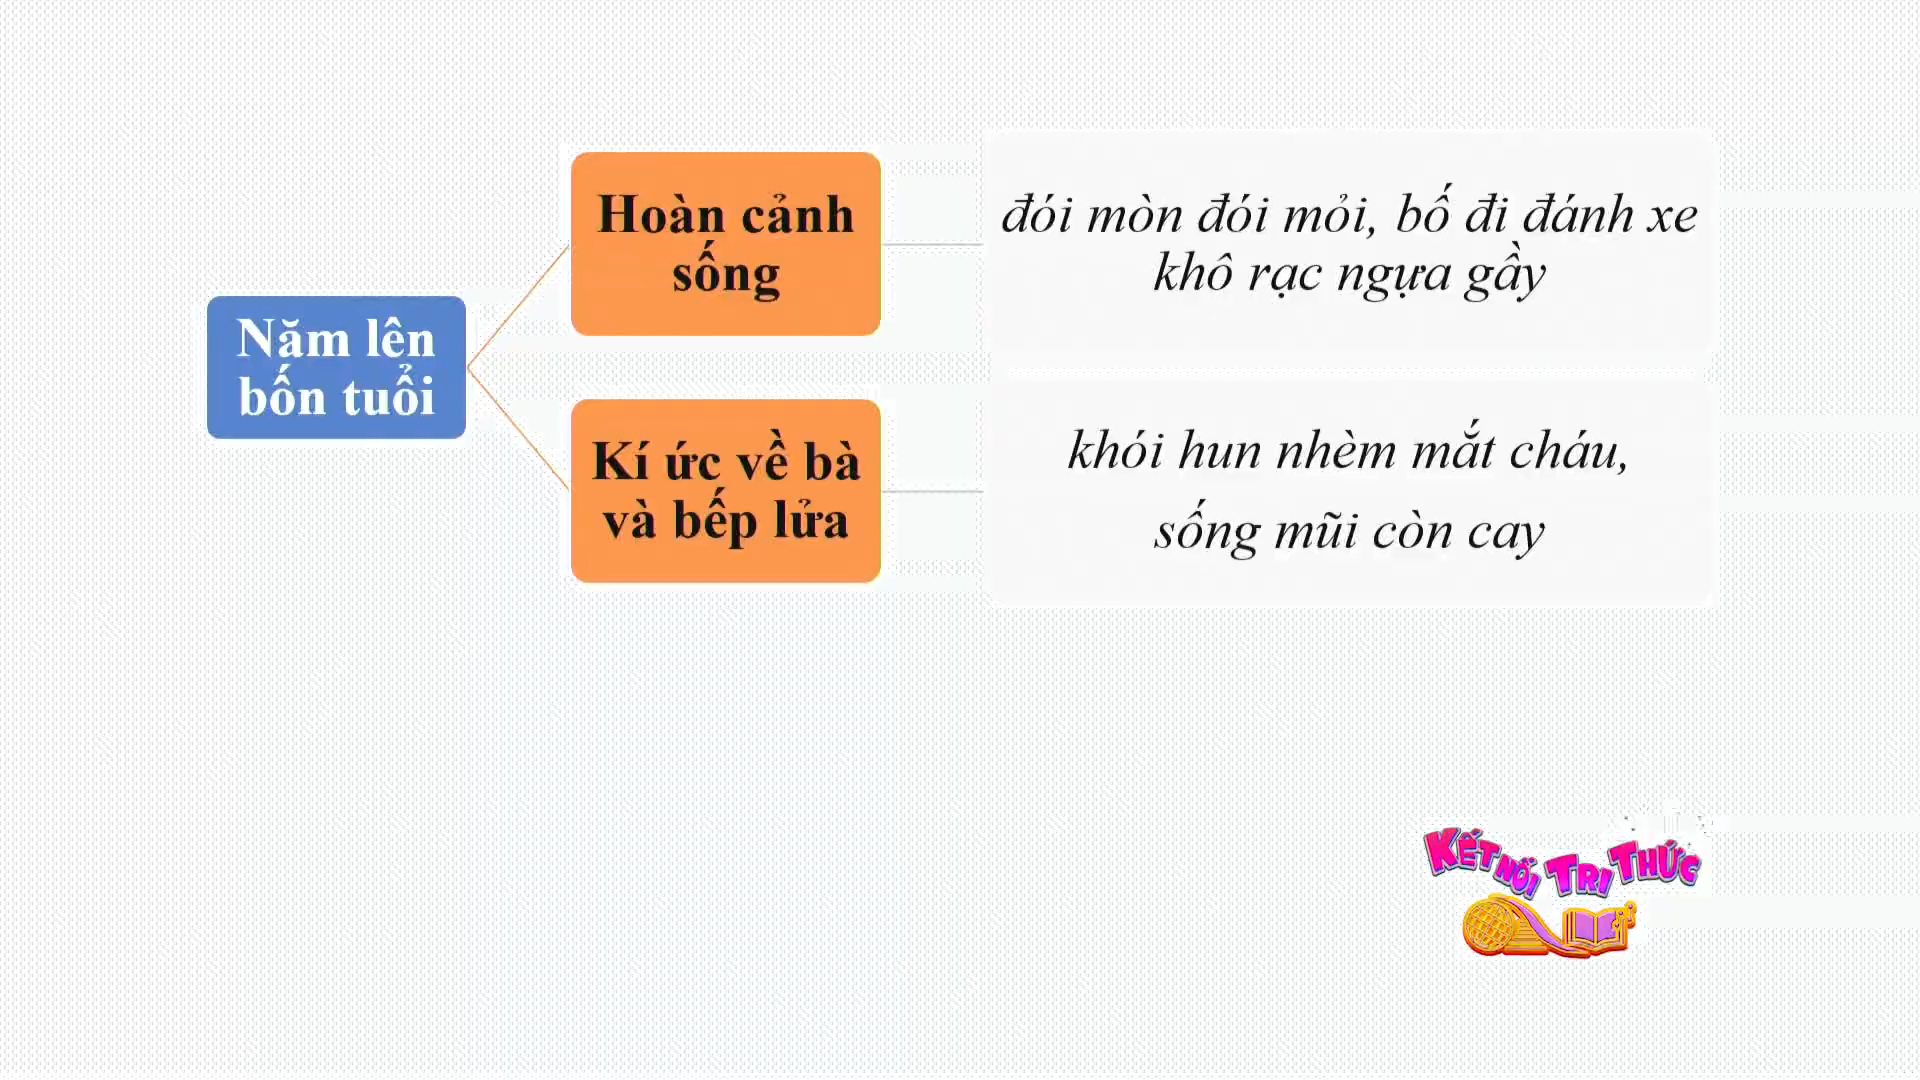 Năm lên
bốn tuổi
Hoàn cảnh
sống
đói mòn đói mỏi, bố đi đánh xe
khô rạc ngựa gầy
Kí ức về bà
và bếp lửa
khói hun nhèm mắt cháu,
sống mũi còn cay
KẾT NỐI TRI THỨC